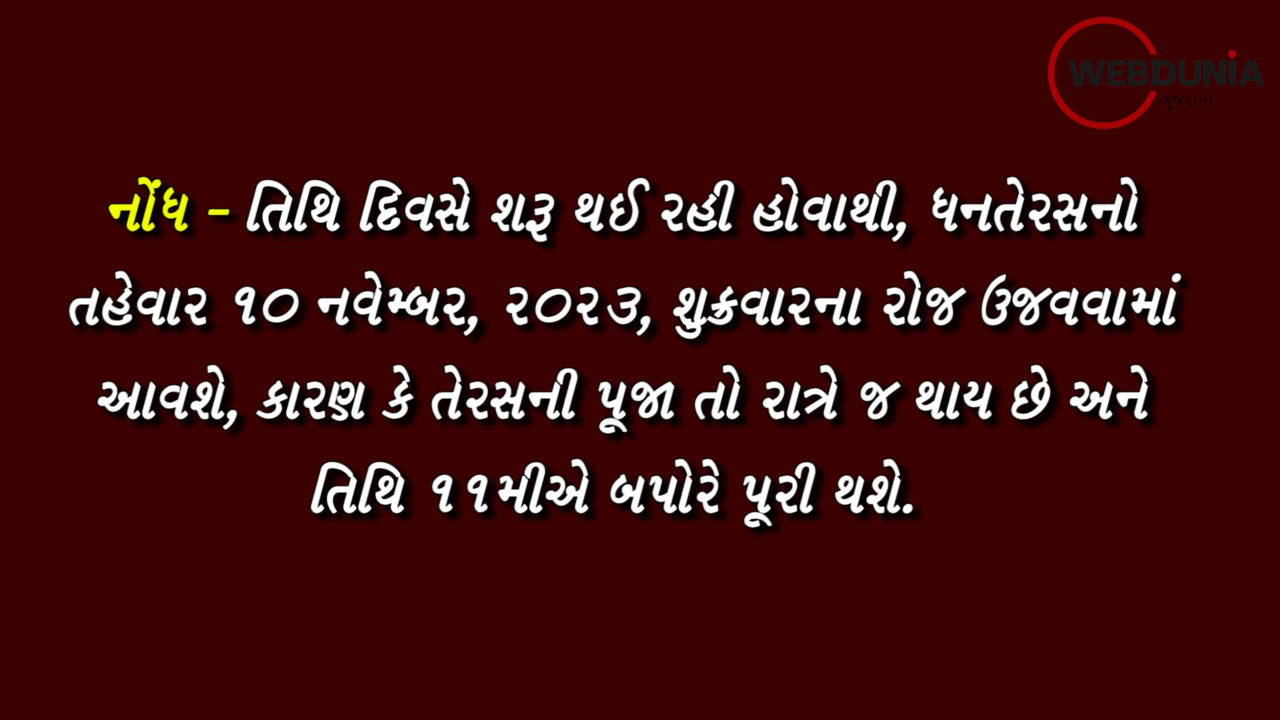 WEBDUNIA
ગુજરાતી
નોંધ - તિથિ દિવસે શરૂ થઈ રહી હોવાથી, ધનતેરસનો
તહેવાર ૧૦ નવેમ્બર, ૨૦૨૩, શુક્રવારના રોજ ઉજવવામાં
આવશે, કારણ કે તેરસની પૂજા તો રાત્રે જ થાય છે અને
તિથિ ૧૧મીએ બપોરે પૂરી થશે.